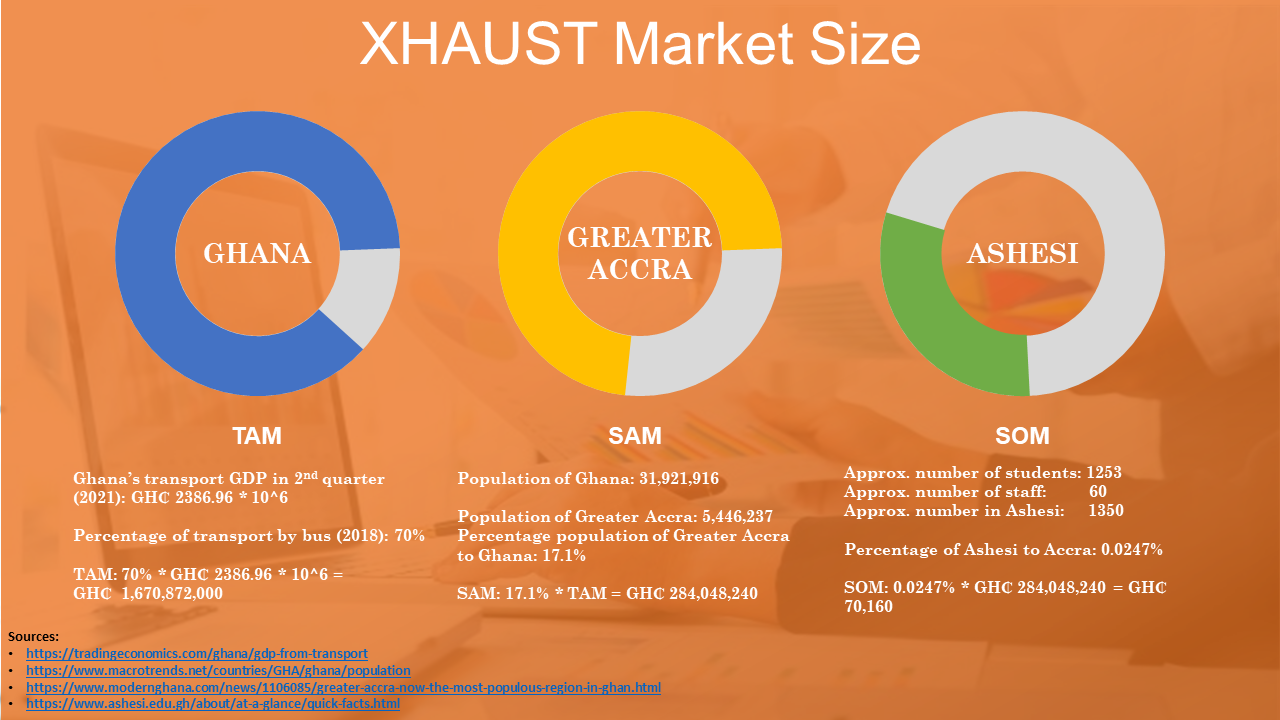 XHAUST Market Size
GHANA
GREATER
ACCRA
ASHESI
TAM
Ghana’s transport GDP in 2nd quarter
(2021): GH₵ 2386.96 * 10^6
Percentage of transport by bus (2018): 70%
TAM: 70% * GH₵ 2386.96 * 10^6 =
GH₵ 1,670,872,000
SAM
Population of Ghana: 31,921,916
Population of Greater Accra: 5,446,237
Percentage population of Greater Accra
to Ghana: 17.1%
SAM: 17.1% * TAM = GH₵ 284,048,240
SOM
Approx. number of students: 1253
Approx. number of staff: 60
Approx. number in Ashesi: 1350
Percentage of Ashesi to Accra: 0.0247%
SOM: 0.0247% * GH₵ 284,048,240 = GH₵
70,160
Sources:
• https://tradingeconomics.com/ghana/gdp-from-transport
• https://www.macrotrends.net/countries/GHA/ghana/population
• https://www.modernghana.com/news/1106085/greater-accra-now-the-most-populous-region-in-ghan.html
• https://www.ashesi.edu.gh/about/at-a-glance/quick-facts.html